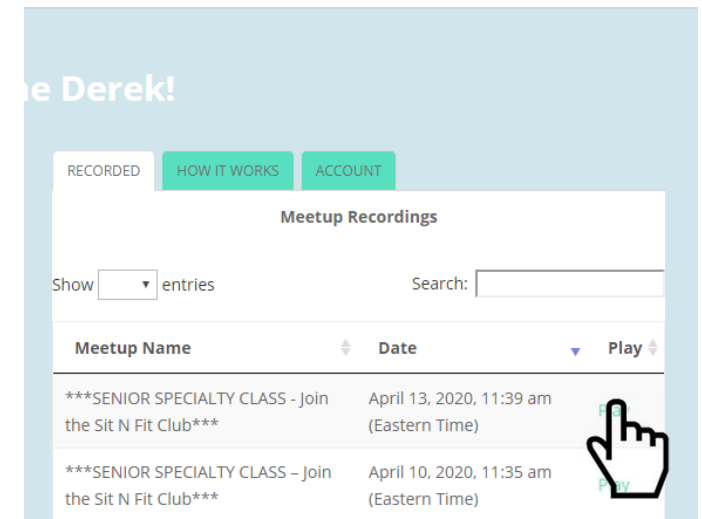 e Derek!
RECORDED HOW IT WORKS ACCOUNT
Meetup Recordings
Show entries Search:
Meetup Name Date Play
***SENIOR SPECIALTY CLASS - Join April 13, 2020, 11:39 am Play
the Sit N Fit Club*** (Eastern Time)
***SENIOR SPECIALTY CLASS – Join April 10, 2020, 11:35 am Play
the Sit N Fit Club*** (Eastern Time)